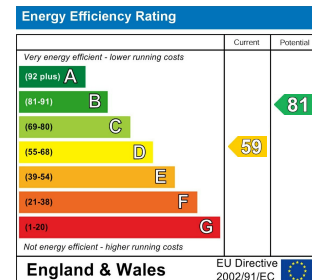 Energy Efficiency Rating
Current Potential
Very energy efficient - lower running costs
(92 plus) A
(81-91) B
81
(69-80) C
(55-68) D
59
(39-54) E
(21-38) F
(1-20) G
Not energy efficient - higher running costs
England & Wales
EU Directive
2002/91/EC